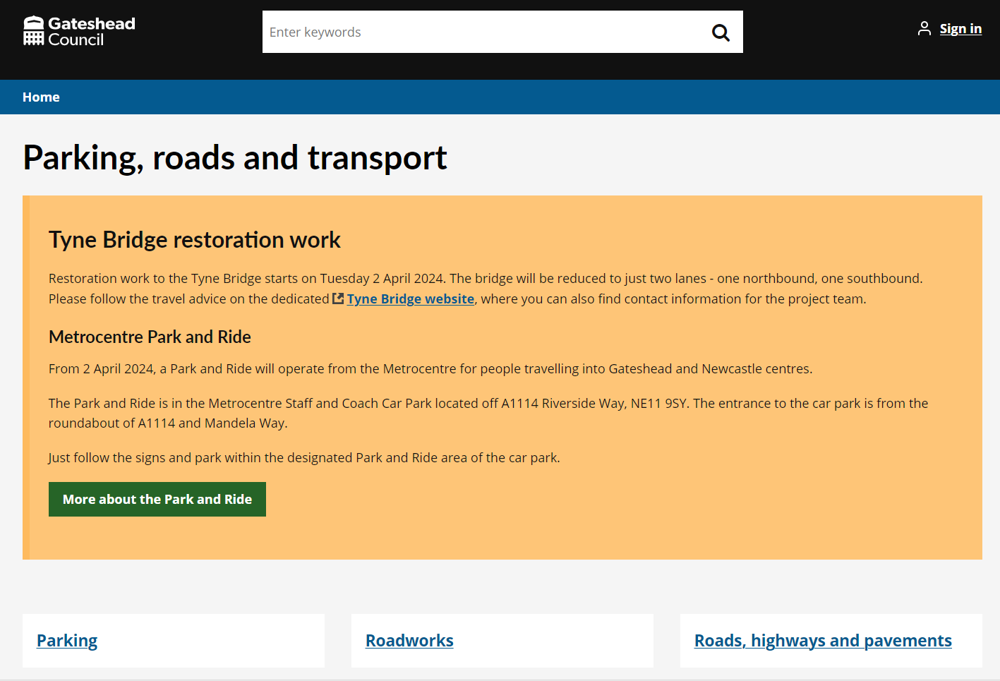 Gateshead
Council
Enter keywords
Sign in
Home
Parking, roads and transport
Tyne Bridge restoration work
Restoration work to the Tyne Bridge starts on Tuesday 2 April 2024. The bridge will be reduced to just two lanes - one northbound, one southbound.
Please follow the travel advice on the dedicated Tyne Bridge website, where you can also find contact information for the project team.
Metrocentre Park and Ride
From 2 April 2024, a Park and Ride will operate from the Metrocentre for people travelling into Gateshead and Newcastle centres.
The Park and Ride is in the Metrocentre Staff and Coach Car Park located off A1114 Riverside Way, NE11 9SY. The entrance to the car park is from the
roundabout of A1114 and Mandela Way.
Just follow the signs and park within the designated Park and Ride area of the car park.
More about the Park and Ride
Parking
Roadworks
Roads, highways and pavements